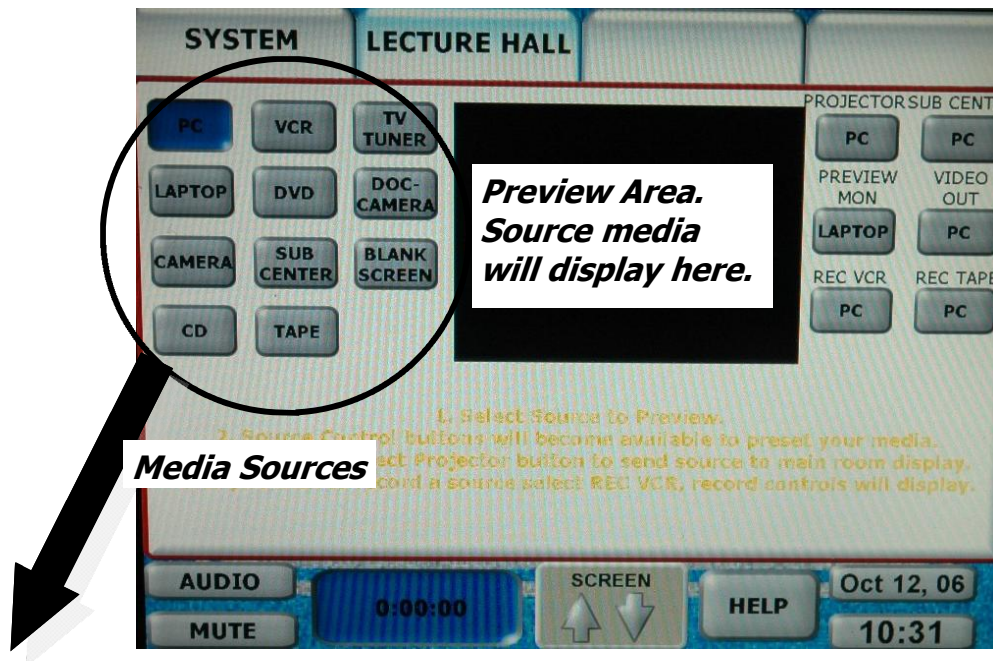 SYSTEM
LECTURE HALL
PC
VCR
TV
TUNER
LAPTOP
DVD
DOC-
CAMERA
CAMERA
SUB
CENTER
BLANK
SCREEN
CD
TAPE
Preview Area.
Source media
will display here.
PROJECTOR
SUB CENT
PC
PC
PREVIEW
MON
VIDEO
OUT
LAPTOP
PC
REC VCR
REC TAPE
PC
PC
1. Select Source to Preview.
2. Source Control buttons will become available to preset your media.
ect Projector button to send source to main room display.
cord a source select REC VCR, record controls will display.
Media Sources
AUDIO
MUTE
0:00:00
SCREEN
HELP
Oct 12, 06
10:31